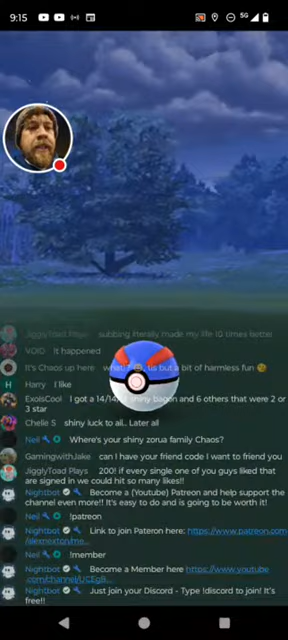 9:15
5G
JigglyToad Plays subbing literally made my life 10 times better
VOID it happened
It's Chaos up here what? , tis but a bit of harmless fun
H Harry I like
ExoisCool I got a 14/14/ shiny bagon and 6 others that were 2 or
3 star
Chelle S shiny luck to all.. Later all
Neil Where's your shiny zorua family Chaos?
GamingwithJake can I have your friend code I want to friend you
JigglyToad Plays 200! if every single one of you guys liked that
are signed in we could hit so many likes!!
Nightbot Become a (Youtube) Patreon and help support the
channel even more!! It's easy to do and is going to be worth it!
Neil !patreon
Nightbot Link to join Pateron here: https://www.patreon.com
/alexmexton/me...
Neil !member
Nightbot Become a Member here https://www.youtube
.com/channel/UCEgB...
Nightbot Just join your Discord - Type !discord to join! It's
free!!